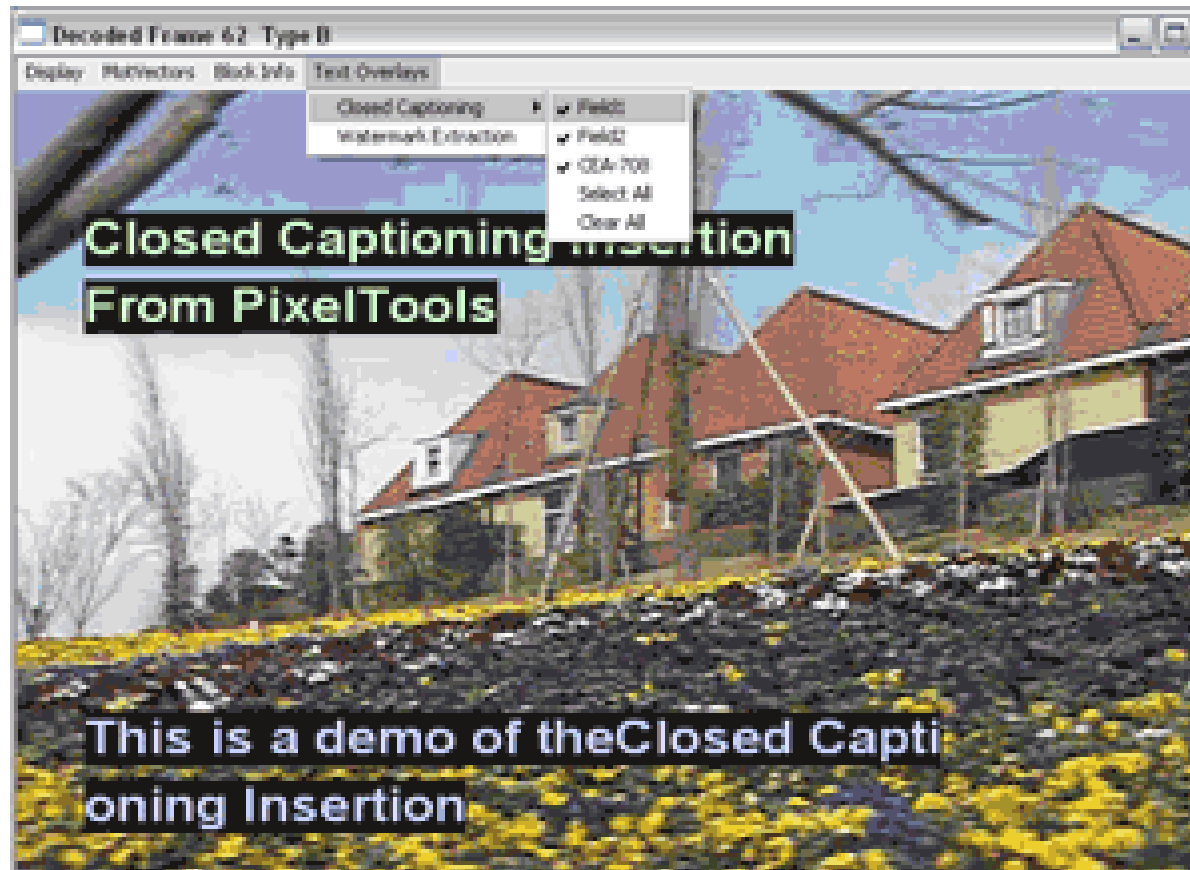 Decoded Frame 62 Type B
Display MotVectors Block Info Text Overlays
Closed Captioning Field1
Watermark Extraction Field2
CEA-708
Select All
Clear All
Closed Captioning Insertion
From PixelTools
This is a demo of theClosed Capti
oning Insertion